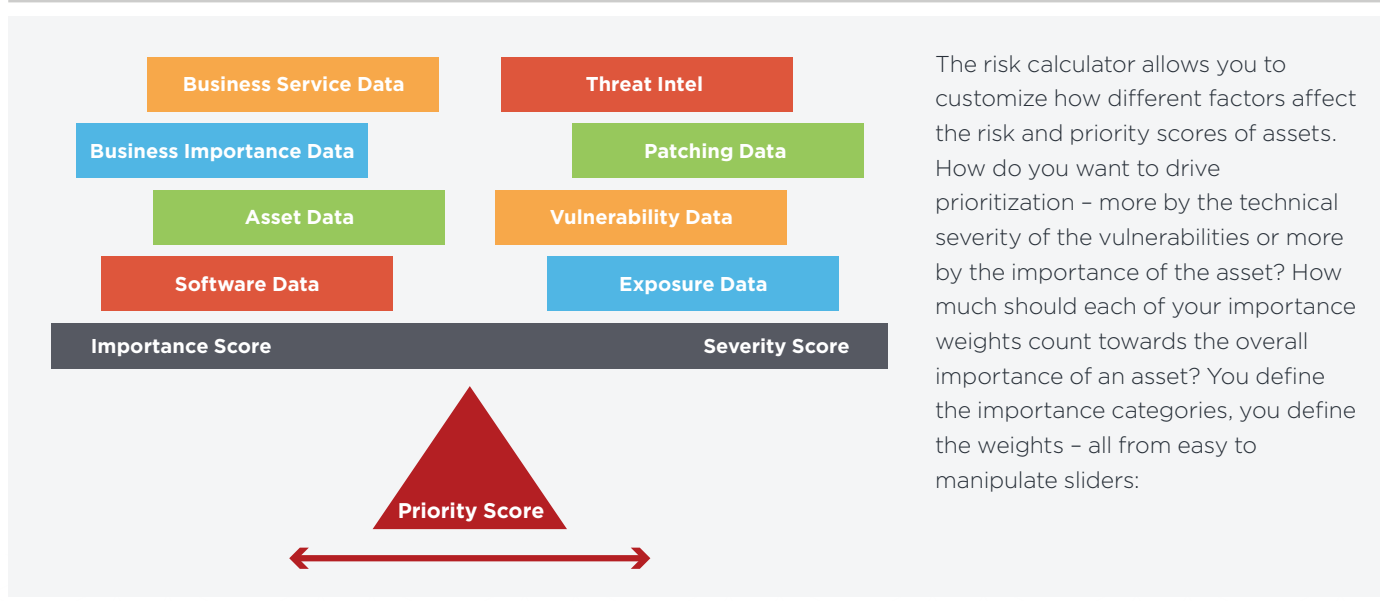 Business Service Data
Threat Intel
Business Importance Data
Patching Data
Asset Data
Vulnerability Data
Software Data
Exposure Data
Importance Score
Severity Score
Priority Score
The risk calculator allows you to
customize how different factors affect
the risk and priority scores of assets.
How do you want to drive
prioritization – more by the technical
severity of the vulnerabilities or more
by the importance of the asset? How
much should each of your importance
weights count towards the overall
importance of an asset? You define
the importance categories, you define
the weights – all from easy to
manipulate sliders: